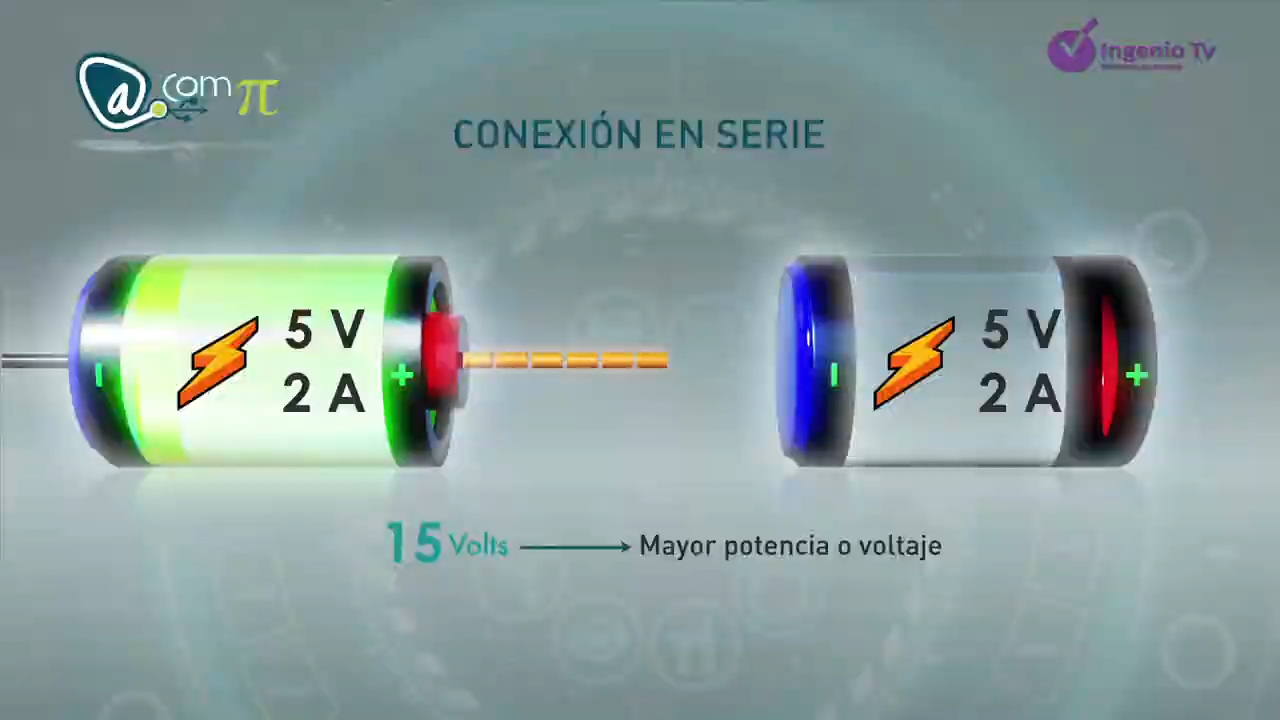 @com π
Ingenio Tv
CONEXIÓN EN SERIE
5 V
2 A
- +
5 V
2 A
- +
15 Volts Mayor potencia o voltaje